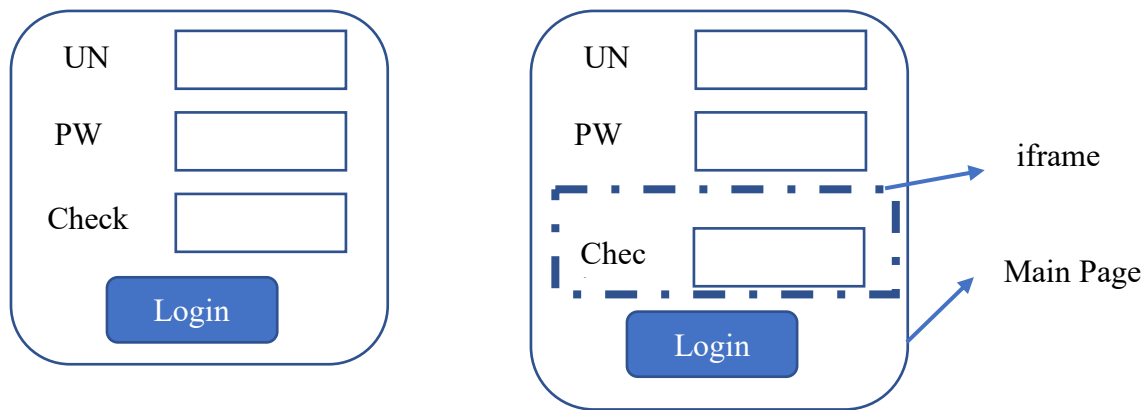 UN
PW
Check
Login
UN
PW
Chec
Login
iframe
Main Page